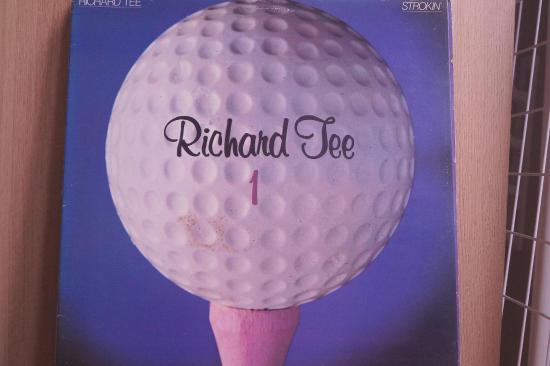 RICHARD TEE
STROKIN'
Richard Tee
1